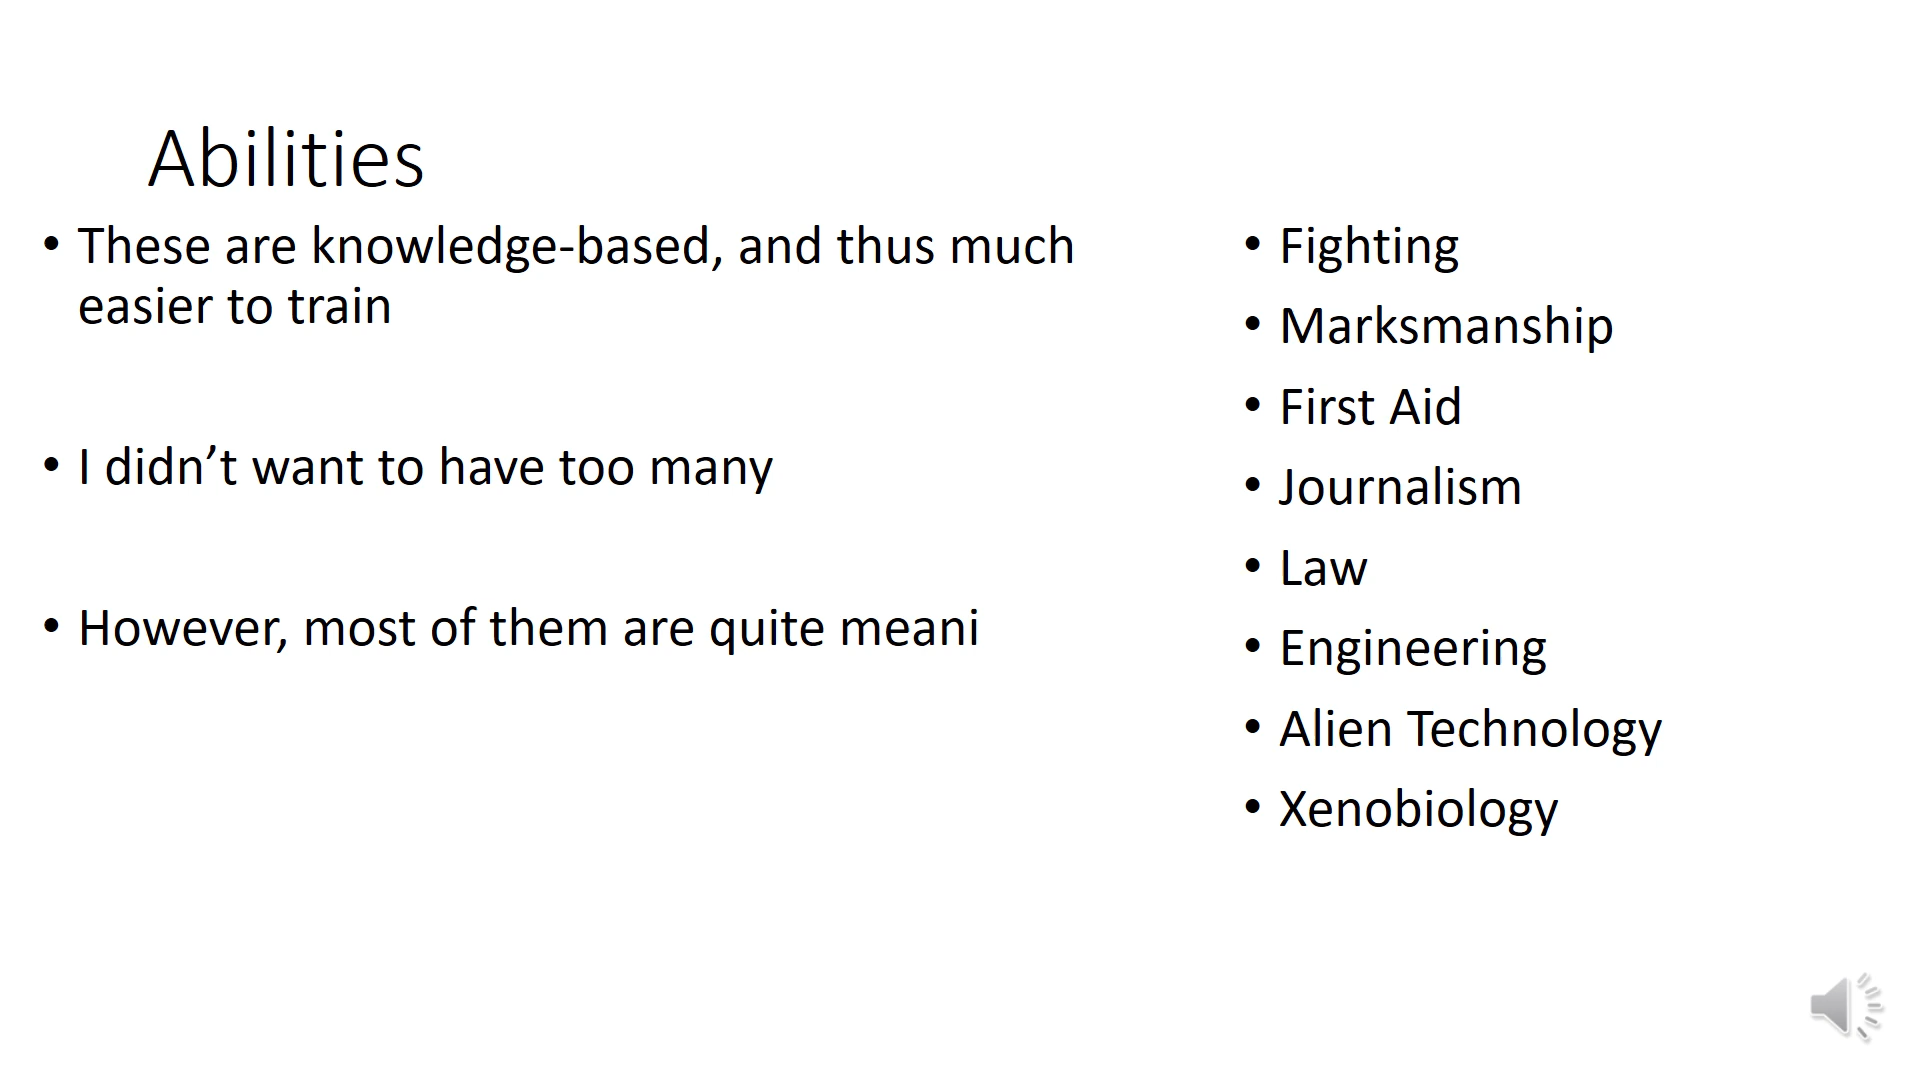 Abilities
• These are knowledge-based, and thus much
easier to train
• I didn’t want to have too many
• However, most of them are quite meani
• Fighting
• Marksmanship
• First Aid
• Journalism
• Law
• Engineering
• Alien Technology
• Xenobiology